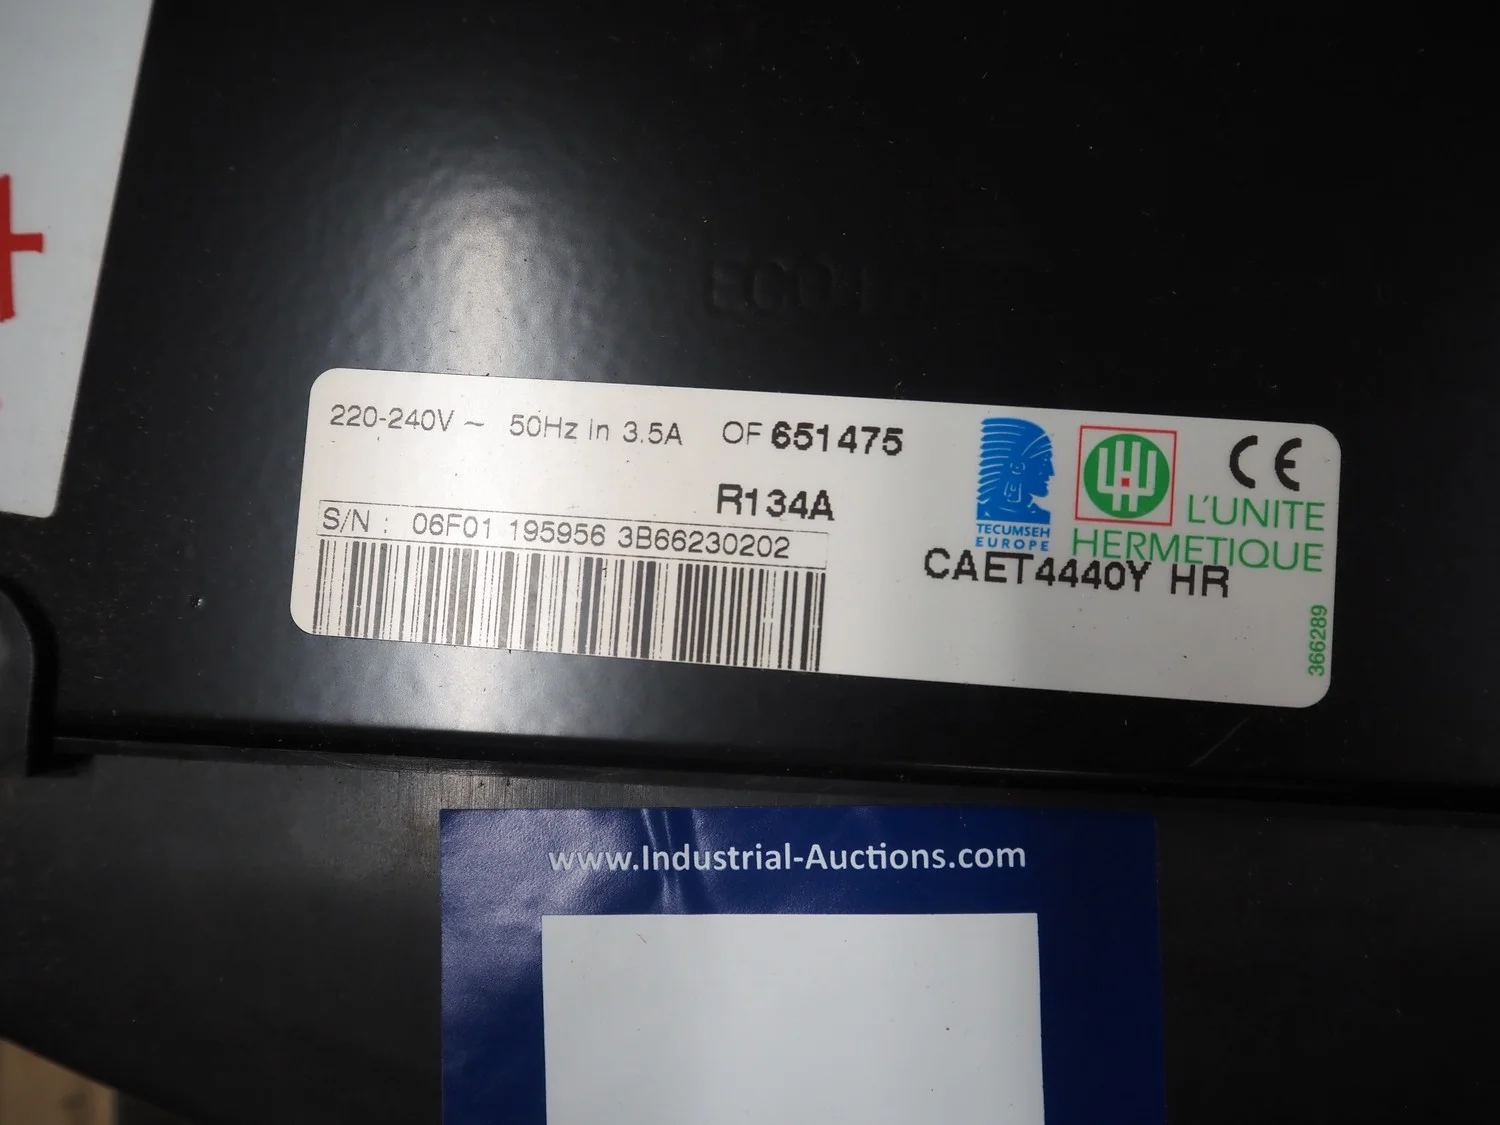 220-240V ~ 50Hz In 3.5A OF 651475
R134A
S/N : 06F01 195956 3B66230202
TECUMSEH
EUROPE
CE
L'UNITE
HERMETIQUE
CAET4440Y HR
366289
www.Industrial-Auctions.com